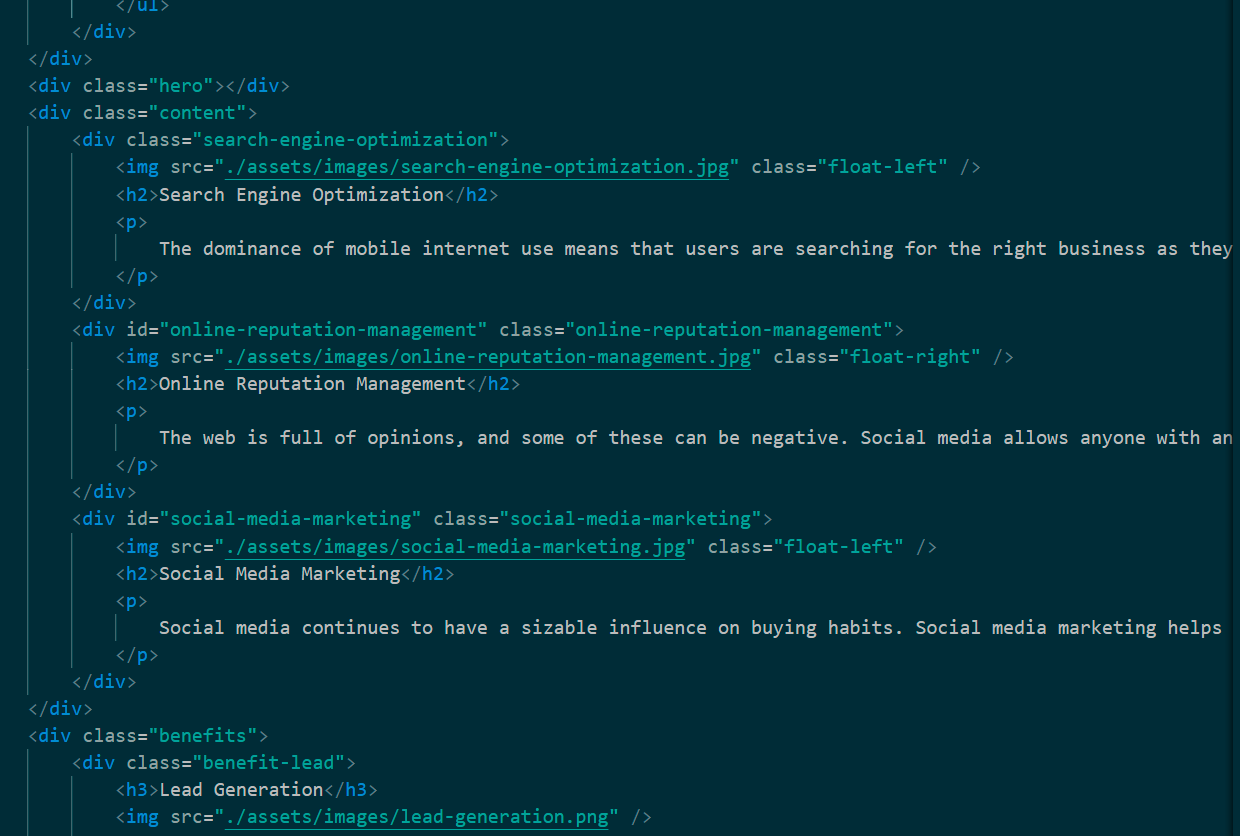 </ul>
</div>
</div>
<div class="hero"></div>
<div class="content">
<div class="search-engine-optimization">
<img src="./assets/images/search-engine-optimization.jpg" class="float-left" />
<h2>Search Engine Optimization</h2>
<p>
The dominance of mobile internet use means that users are searching for the right business as they
</p>
</div>
<div id="online-reputation-management" class="online-reputation-management">
<img src="./assets/images/online-reputation-management.jpg" class="float-right" />
<h2>Online Reputation Management</h2>
<p>
The web is full of opinions, and some of these can be negative. Social media allows anyone with an
</p>
</div>
<div id="social-media-marketing" class="social-media-marketing">
<img src="./assets/images/social-media-marketing.jpg" class="float-left" />
<h2>Social Media Marketing</h2>
<p>
Social media continues to have a sizable influence on buying habits. Social media marketing helps
</p>
</div>
</div>
<div class="benefits">
<div class="benefit-lead">
<h3>Lead Generation</h3>
<img src="./assets/images/lead-generation.png" />